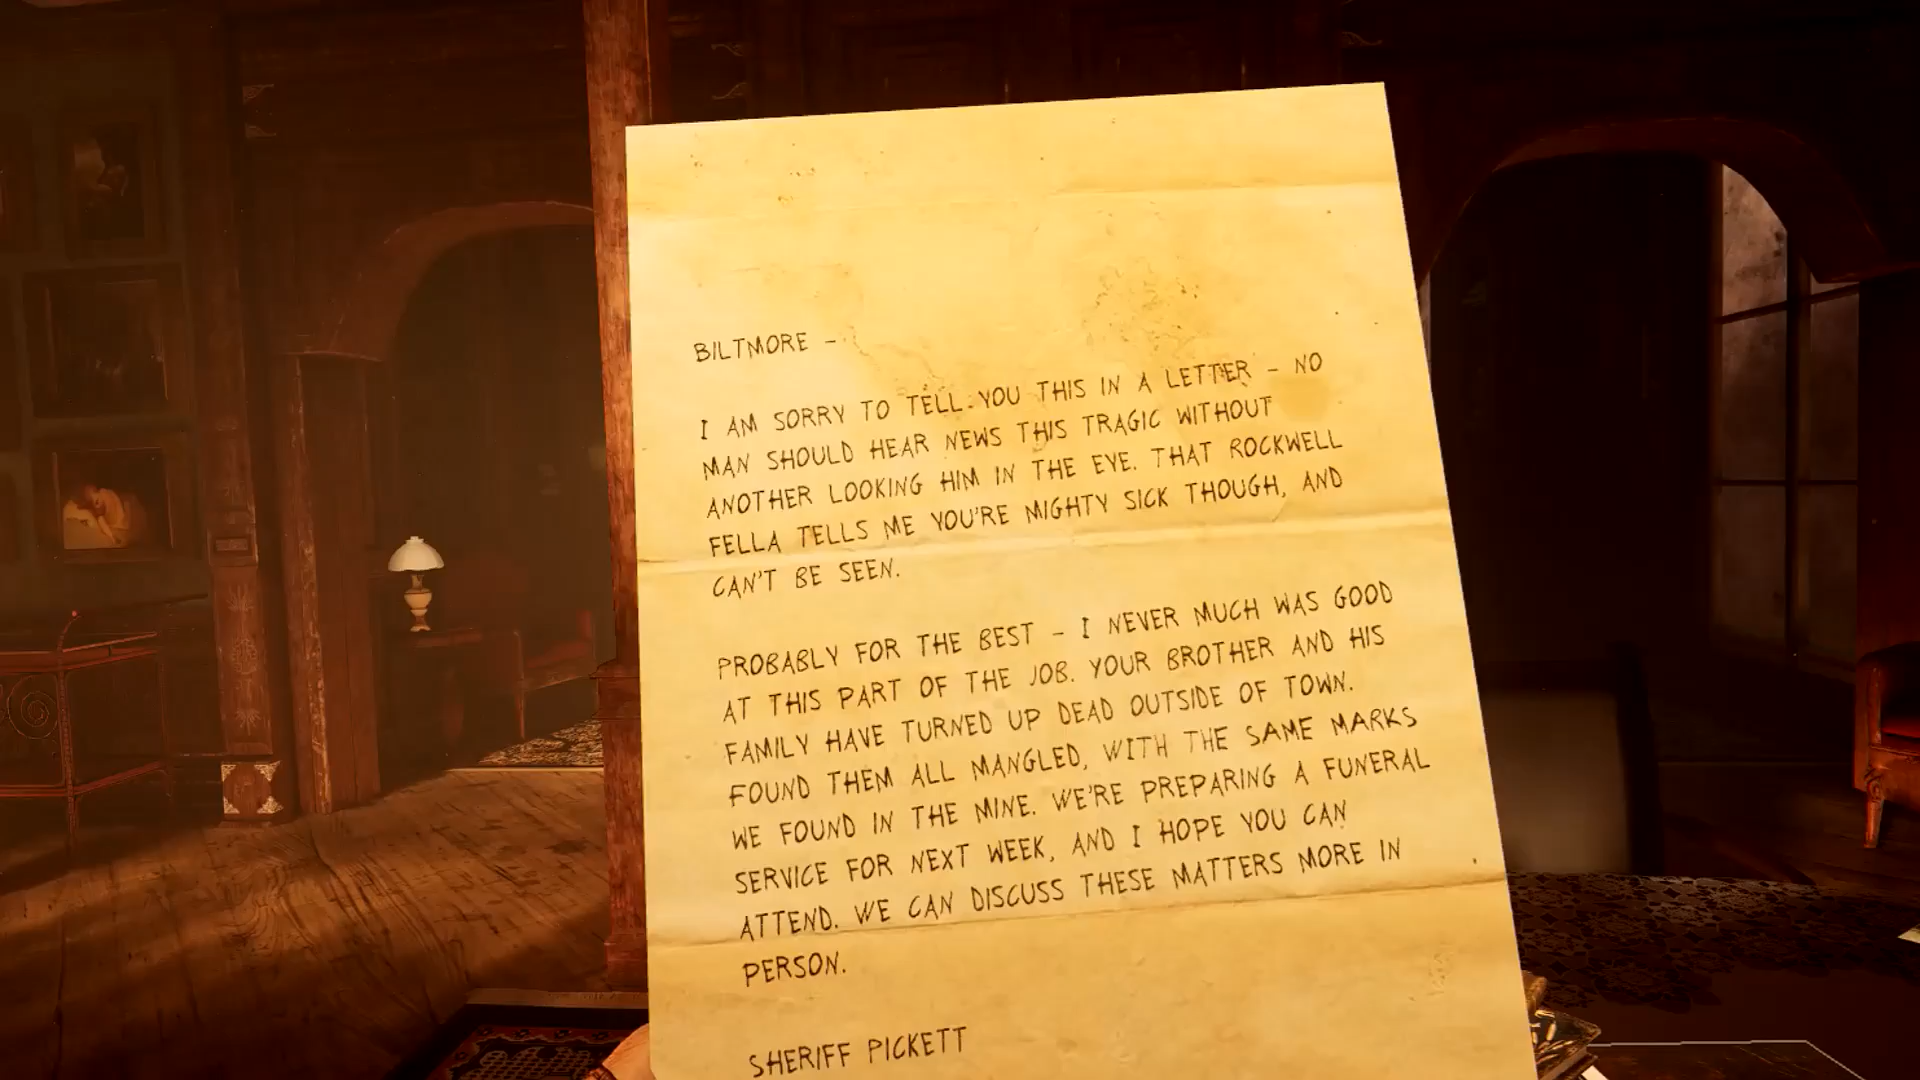 BILTMORE -
I AM SORRY TO TELL YOU THIS IN A LETTER - NO
MAN SHOULD HEAR NEWS THIS TRAGIC WITHOUT
ANOTHER LOOKING HIM IN THE EYE. THAT ROCKWELL
FELLA TELLS ME YOU'RE MIGHTY SICK THOUGH, AND
CAN'T BE SEEN.
PROBABLY FOR THE BEST - I NEVER MUCH WAS GOOD
AT THIS PART OF THE JOB. YOUR BROTHER AND HIS
FAMILY HAVE TURNED UP DEAD OUTSIDE OF TOWN.
FOUND THEM ALL MANGLED, WITH THE SAME MARKS
WE FOUND IN THE MINE. WE'RE PREPARING A FUNERAL
SERVICE FOR NEXT WEEK, AND I HOPE YOU CAN
ATTEND. WE CAN DISCUSS THESE MATTERS MORE IN
PERSON.
SHERIFF PICKETT